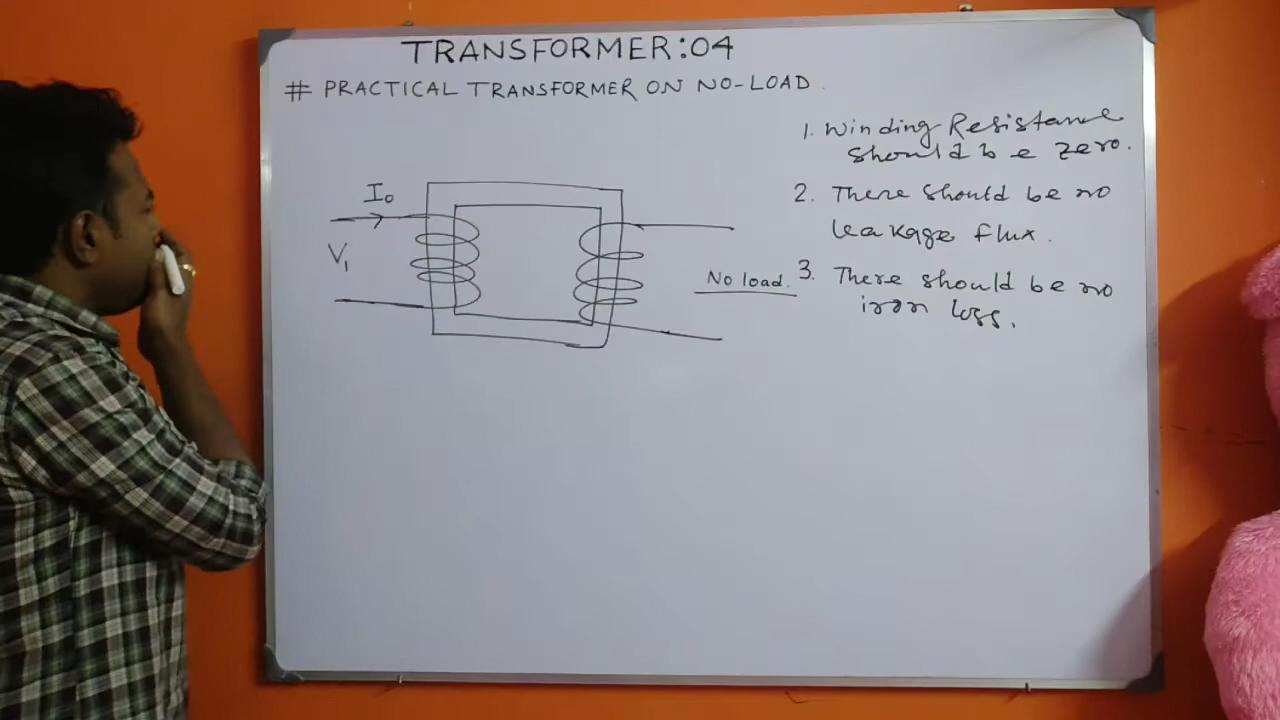 TRANSFORMER:04
# PRACTICAL TRANSFORMER ON NO-LOAD.
I₀
V₁
No load.
1. Winding Resistance
should be zero.
2. There should be no
leakage flux.
3. There should be no
iron loss.